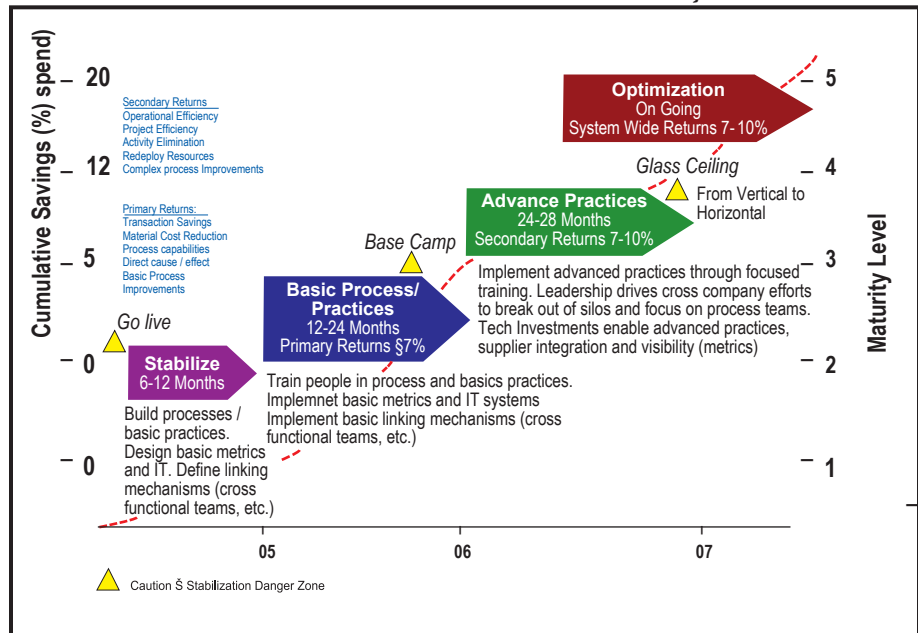 Cumulative Savings (%) spend)
20
12
5
0
0
Secondary Returns
Operational Efficiency
Project Efficiency
Activity Elimination
Redeploy Resources
Complex process Improvements
Primary Returns:
Transaction Savings
Material Cost Reduction
Process capabilities
Direct cause / effect
Basic Process
Improvements
Go live
Stabilize
6-12 Months
Build processes /
basic practices.
Design basic metrics
and IT. Define linking
mechanisms (cross
functional teams, etc.)
Base Camp
Basic Process/
Practices
12-24 Months
Primary Returns §7%
Train people in process and basics practices.
Implemnet basic metrics and IT systems
Implement basic linking mechanisms (cross
functional teams, etc.)
Advance Practices
24-28 Months
Secondary Returns 7-10%
Implement advanced practices through focused
training. Leadership drives cross company efforts
to break out of silos and focus on process teams.
Tech Investments enable advanced practices,
supplier integration and visibility (metrics)
Optimization
On Going
System Wide Returns 7- 10%
Glass Ceiling
From Vertical to
Horizontal
5
4
3
2
1
Maturity Level
05
06
07
Caution Š Stabilization Danger Zone